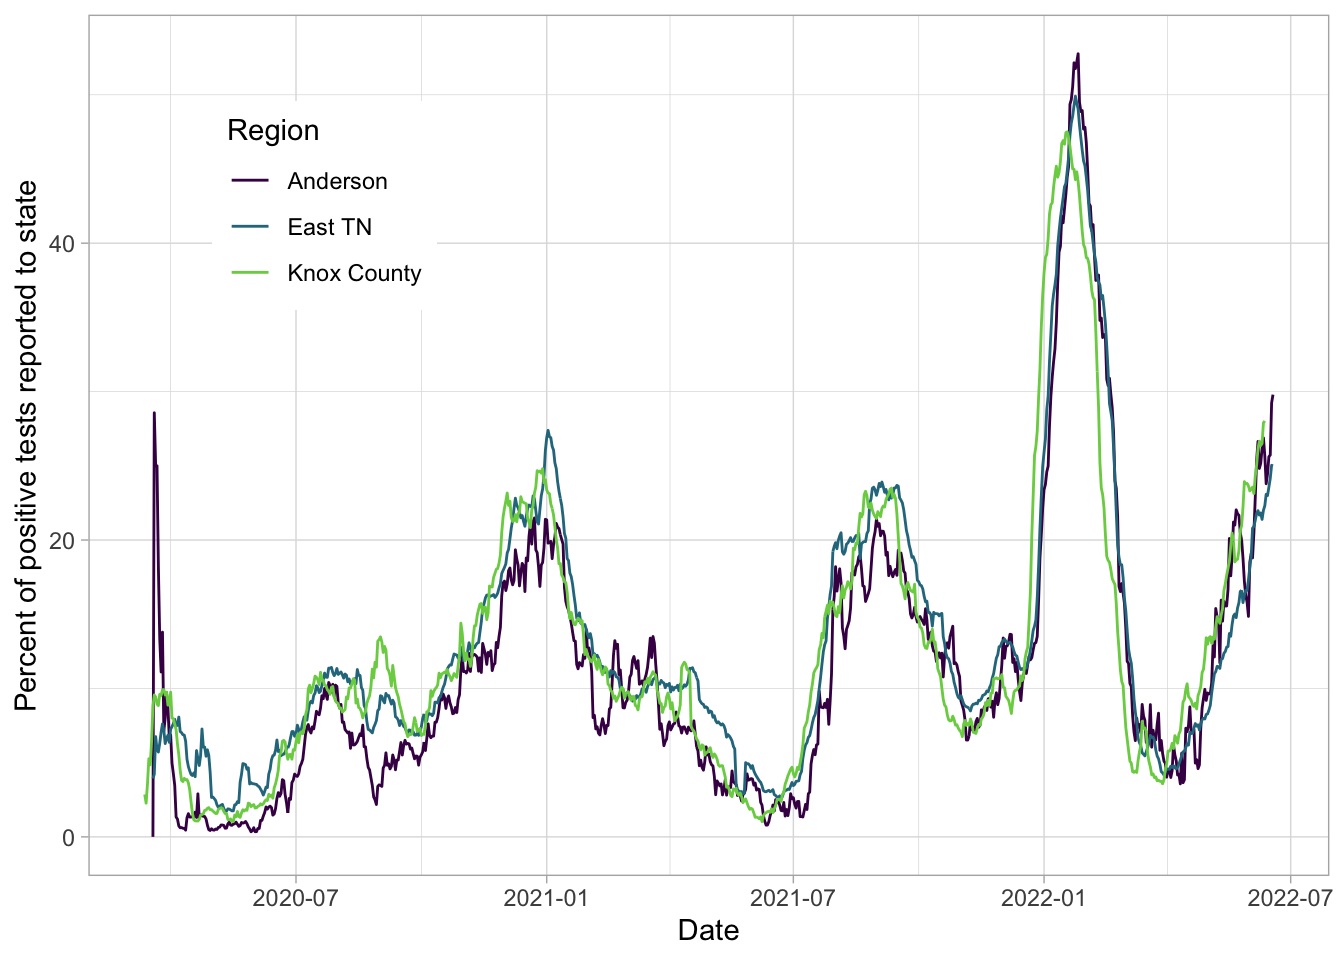 Region
Anderson
East TN
Knox County
Percent of positive tests reported to state
40
20
0
2020-07
2021-01
2021-07
2022-01
2022-07
Date